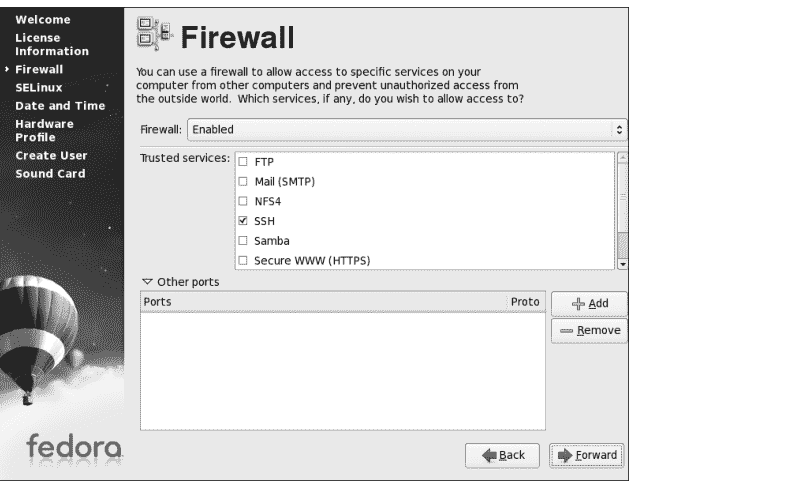 Welcome
License
Information
Firewall
SELinux
Date and Time
Hardware
Profile
Create User
Sound Card
fedora
Firewall
You can use a firewall to allow access to specific services on your
computer from other computers and prevent unauthorized access from
the outside world. Which services, if any, do you wish to allow access to?
Firewall: Enabled
Trusted services:
FTP
Mail (SMTP)
NFS4
SSH
Samba
Secure WWW (HTTPS)
Other ports
Ports Proto
Add
Remove
Back Forward